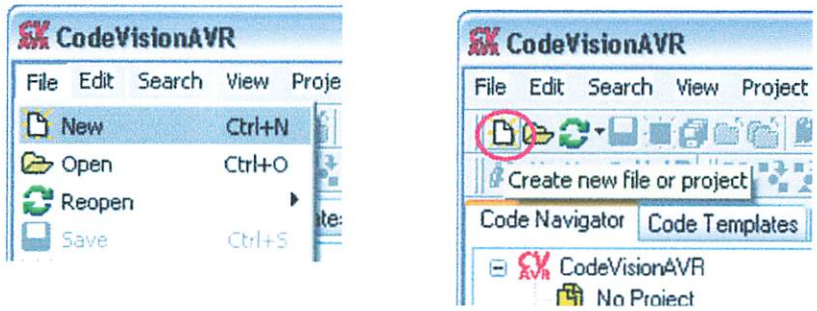 CodeVisionAVR
File Edit Search View Proje
New Ctrl+N
Open Ctrl+O
Reopen
Save Ctrl+S
CodeVisionAVR
File Edit Search View Project
Create new file or project
Code Navigator Code Templates
CodeVisionAVR
No Project